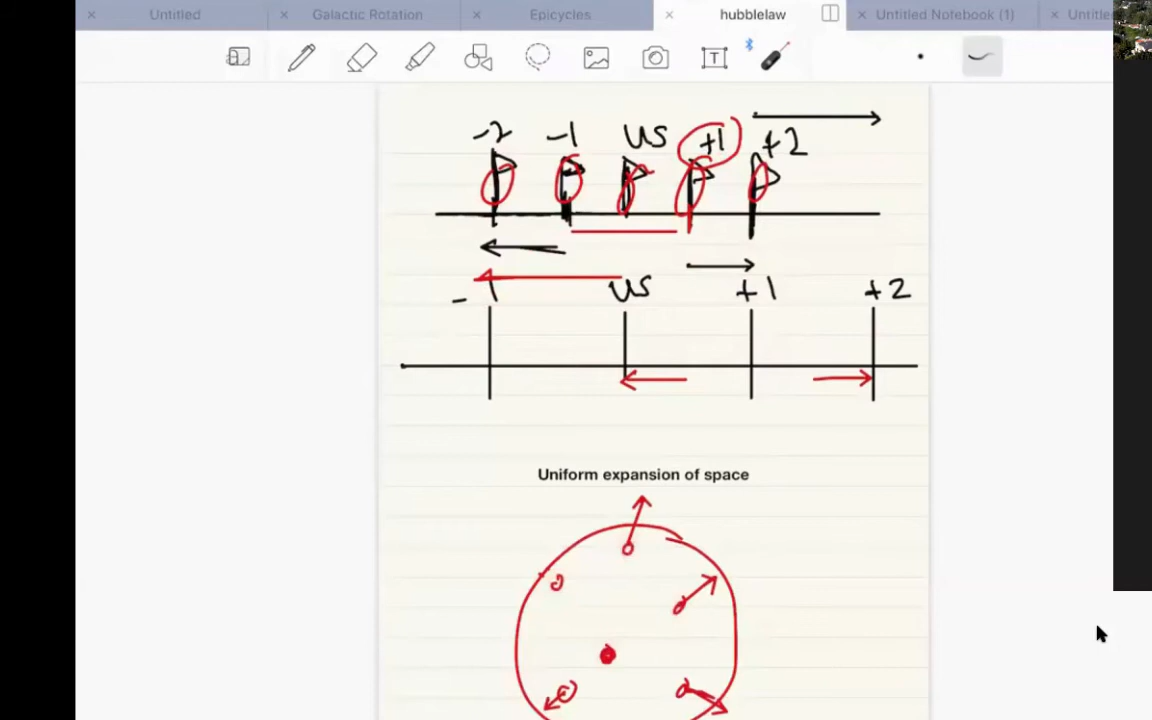 Untitled Galactic Rotation Epicycles hubblelaw Untitled Notebook (1) Untitle
T
-2 -1 us +1 +2
-1 us +1 +2
Uniform expansion of space